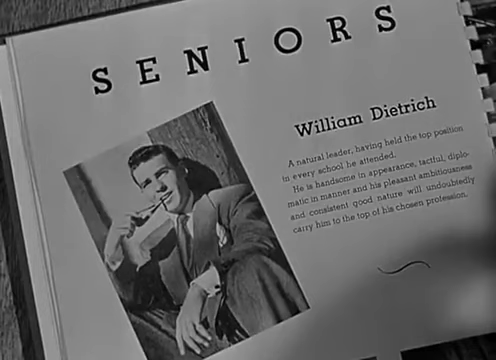 SENIORS
William Dietrich
A natural leader, having held the top position
in every school he attended.
He is handsome in appearance, tactful, diplo-
matic in manner and his pleasant ambitiousness
and consistent good nature will undoubtedly
carry him to the top of his chosen profession.